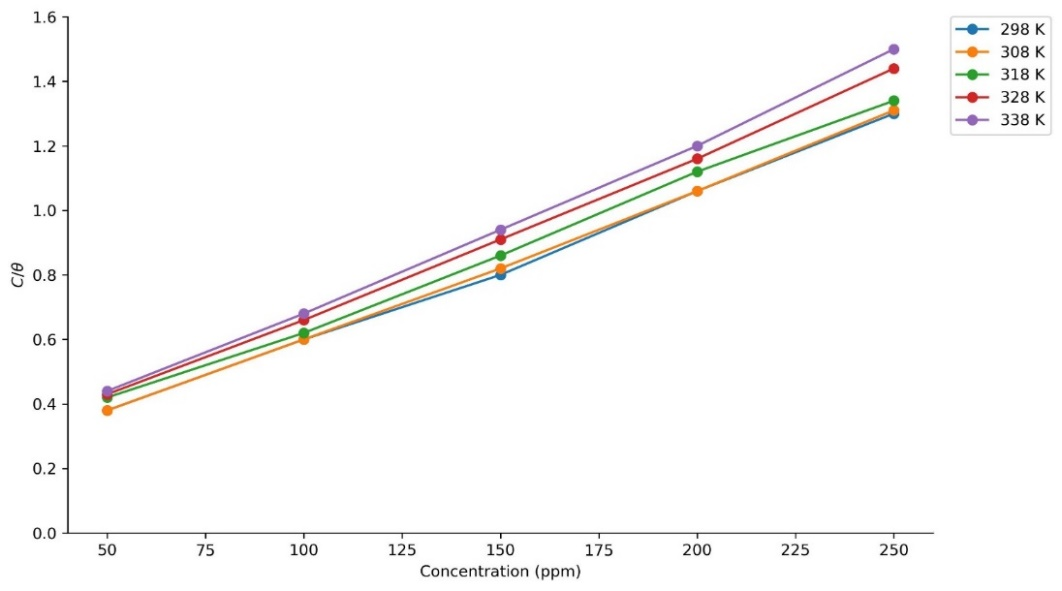 1.6
1.4
1.2
1.0
0.8
0.6
0.4
0.2
0.0
C/θ
50 75 100 125 150 175 200 225 250
Concentration (ppm)
298 K
308 K
318 K
328 K
338 K